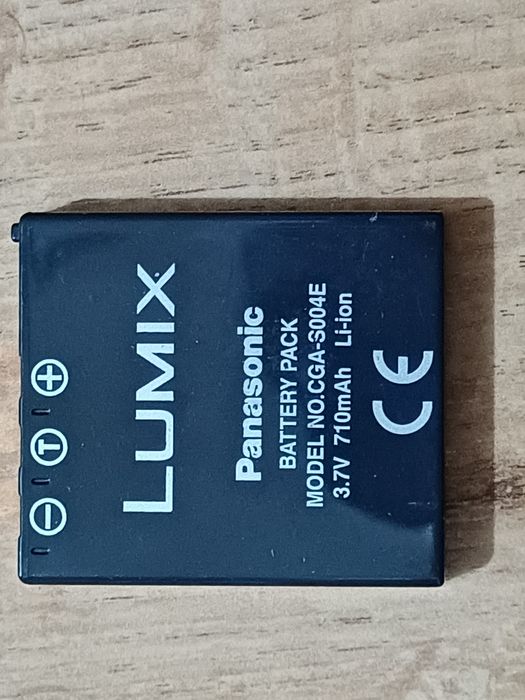 − T +
LUMIX
Panasonic
BATTERY PACK
MODEL NO.CGA-S004E
3.7V 710mAh Li-ion
CE